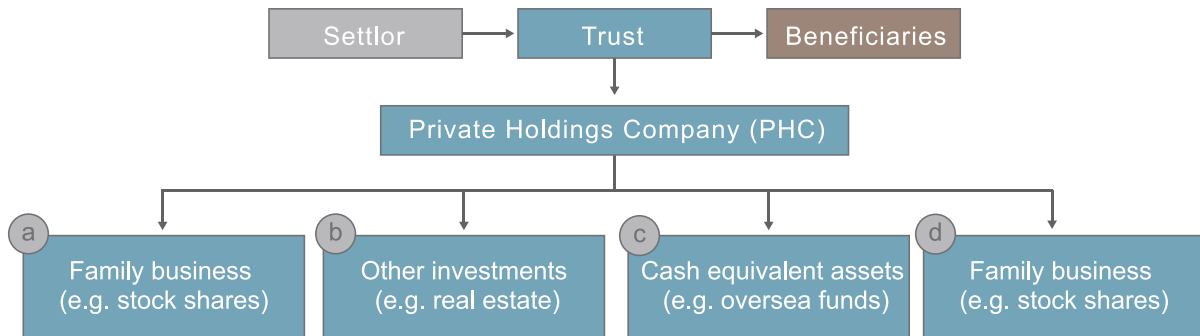 Settlor
Trust
Beneficiaries
Private Holdings Company (PHC)
a
Family business
(e.g. stock shares)
b
Other investments
(e.g. real estate)
c
Cash equivalent assets
(e.g. oversea funds)
d
Family business
(e.g. stock shares)